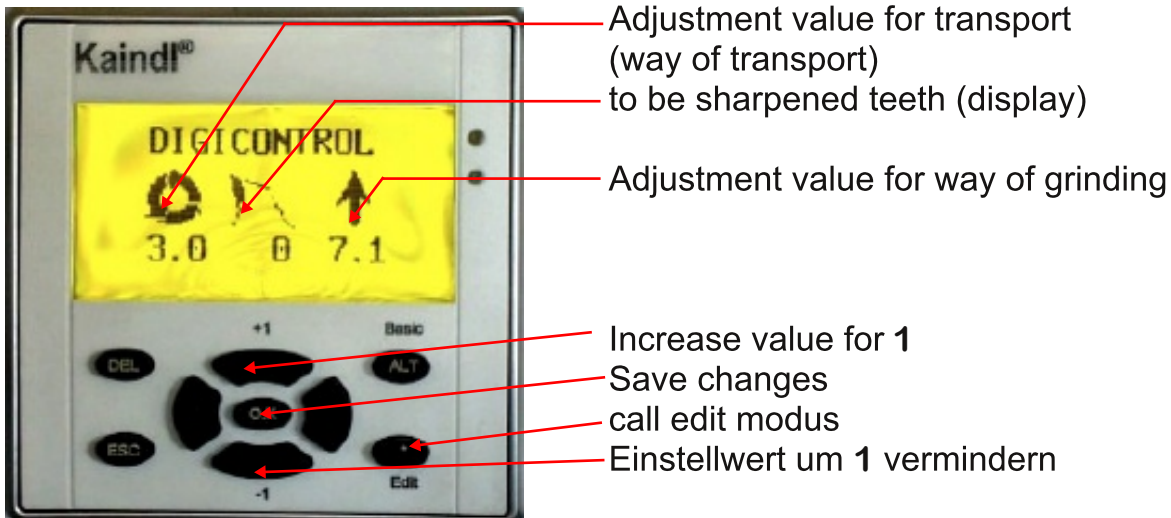 Kaindl®
DIGICONTROL
3.0 0 7.1
+1
Basic
DEL
ALT
OK
ESC
Edit
-1
Adjustment value for transport
(way of transport)
to be sharpened teeth (display)
Adjustment value for way of grinding
Increase value for 1
Save changes
call edit modus
Einstellwert um 1 vermindern